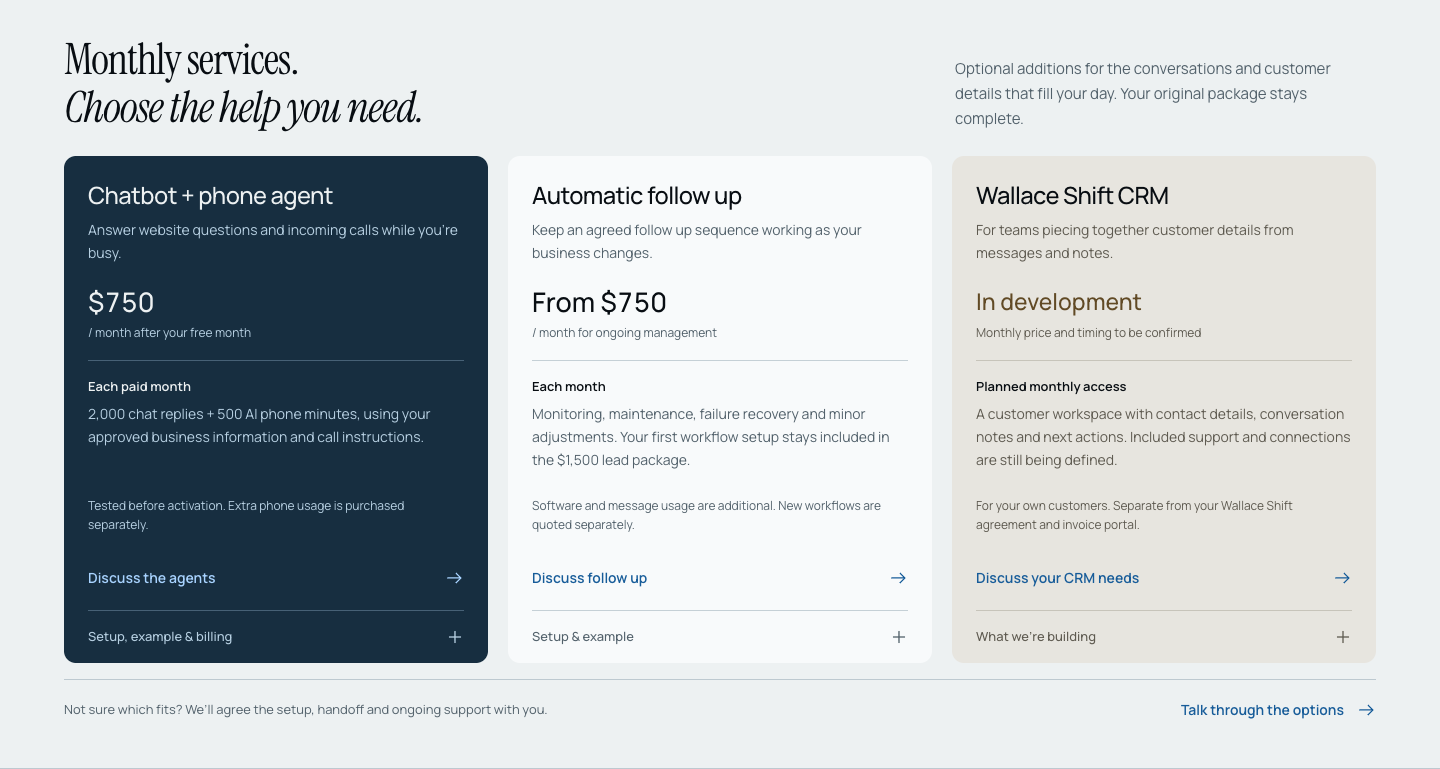 Monthly services.
Choose the help you need.
Optional additions for the conversations and customer
details that fill your day. Your original package stays
complete.
Chatbot + phone agent
Answer website questions and incoming calls while you're
busy.
$750
/ month after your free month
Each paid month
2,000 chat replies + 500 AI phone minutes, using your
approved business information and call instructions.
Tested before activation. Extra phone usage is purchased
separately.
Discuss the agents
Setup, example & billing
Automatic follow up
Keep an agreed follow up sequence working as your
business changes.
From $750
/ month for ongoing management
Each month
Monitoring, maintenance, failure recovery and minor
adjustments. Your first workflow setup stays included in
the $1,500 lead package.
Software and message usage are additional. New workflows are
quoted separately.
Discuss follow up
Setup & example
Wallace Shift CRM
For teams piecing together customer details from
messages and notes.
In development
Monthly price and timing to be confirmed
Planned monthly access
A customer workspace with contact details, conversation
notes and next actions. Included support and connections
are still being defined.
For your own customers. Separate from your Wallace Shift
agreement and invoice portal.
Discuss your CRM needs
What we're building
Not sure which fits? We'll agree the setup, handoff and ongoing support with you.
Talk through the options